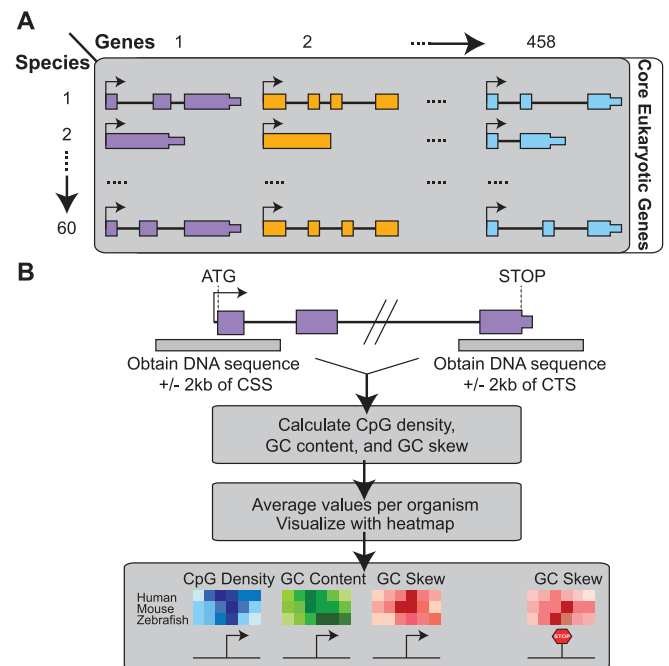 A
Genes 1 2 ···· 458
Species
1
····
2
····
···· ···· ···· ····
60
Core Eukaryotic Genes
B
ATG STOP
Obtain DNA sequence
+/- 2kb of CSS
Obtain DNA sequence
+/- 2kb of CTS
Calculate CpG density,
GC content, and GC skew
Average values per organism
Visualize with heatmap
CpG Density GC Content GC Skew GC Skew
Human
Mouse
Zebrafish
STOP